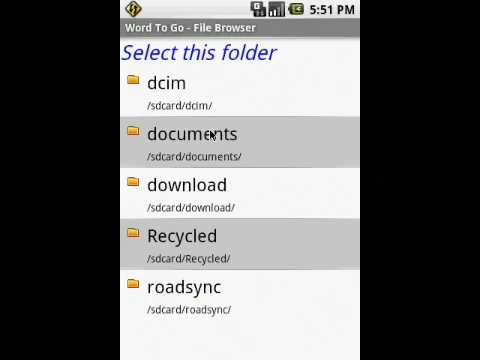 5:51 PM
Word To Go - File Browser
Select this folder
dcim
/sdcard/dcim/
documents
/sdcard/documents/
download
/sdcard/download/
Recycled
/sdcard/Recycled/
roadsync
/sdcard/roadsync/